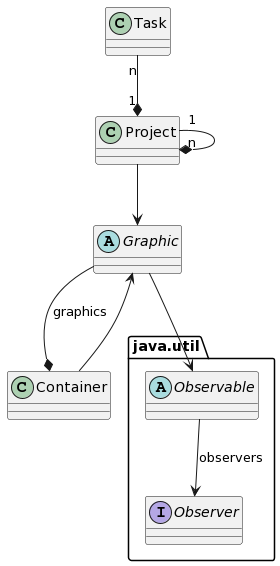 C Task
n
1
C Project
1
n
A Graphic
graphics
C Container
java.util
A Observable
observers
I Observer